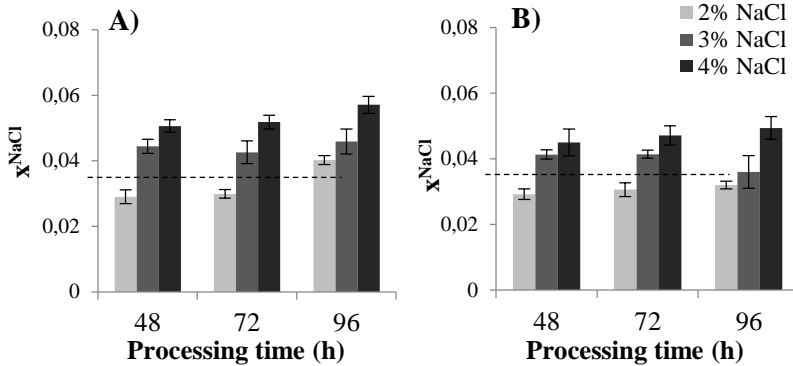 A)
0,08
0,06
0,04
0,02
0
x^NaCl
48 72 96
Processing time (h)
B)
2% NaCl
3% NaCl
4% NaCl
0,08
0,06
0,04
0,02
0
x^NaCl
48 72 96
Processing time (h)